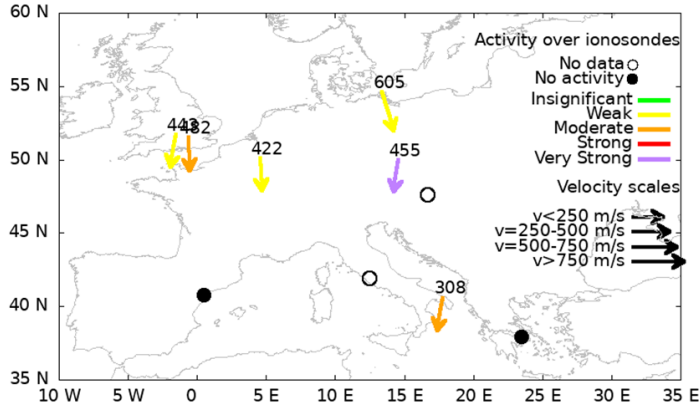 60 N
Activity over ionosondes
No data
No activity
55 N
605
Insignificant
Weak
Moderate
Strong
Very Strong
482
422
455
50 N
Velocity scales
v<250 m/s
v=250-500 m/s
v=500-750 m/s
v>750 m/s
45 N
308
40 N
35 N
10 W
5 W
0
5 E
10 E
15 E
20 E
25 E
30 E
35 E